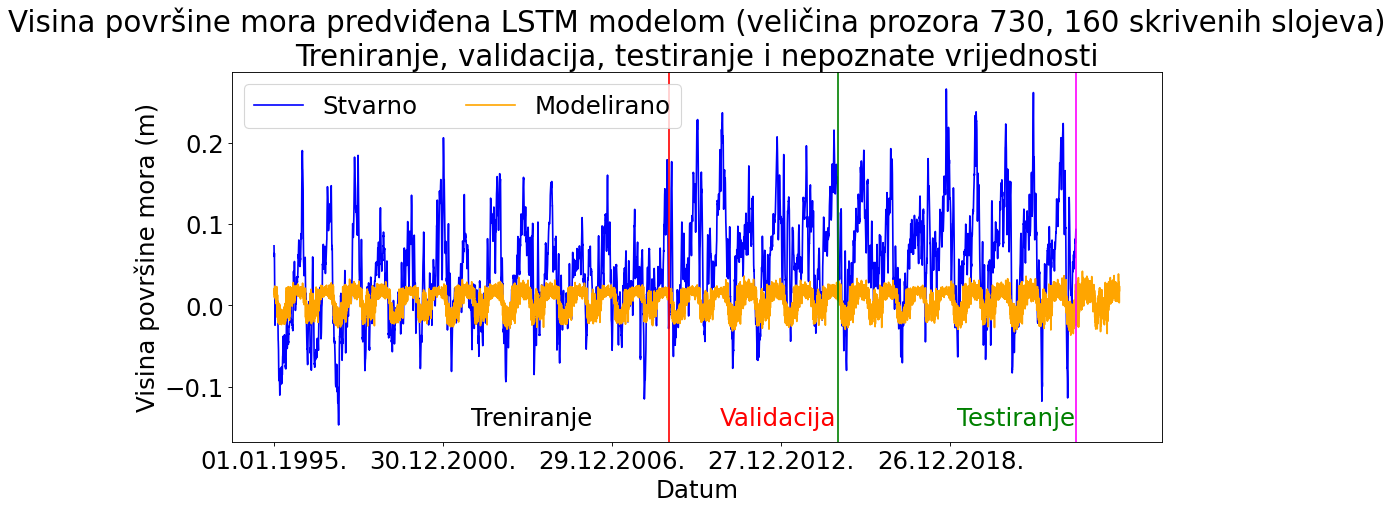 Visina površine mora predviđena LSTM modelom (veličina prozora 730, 160 skrivenih slojeva)
Treniranje, validacija, testiranje i nepoznate vrijednosti
Stvarno Modelirano
Visina površine mora (m)
0.2
0.1
0.0
−0.1
Treniranje Validacija Testiranje
01.01.1995. 30.12.2000. 29.12.2006. 27.12.2012. 26.12.2018.
Datum